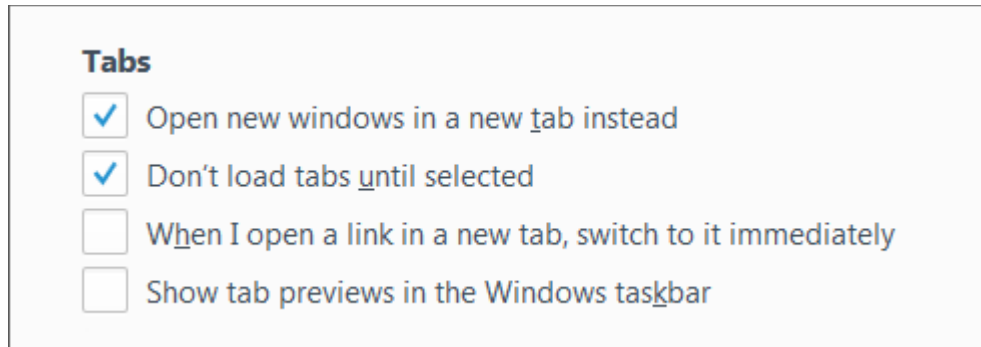 Tabs
Open new windows in a new tab instead
Don't load tabs until selected
When I open a link in a new tab, switch to it immediately
Show tab previews in the Windows taskbar